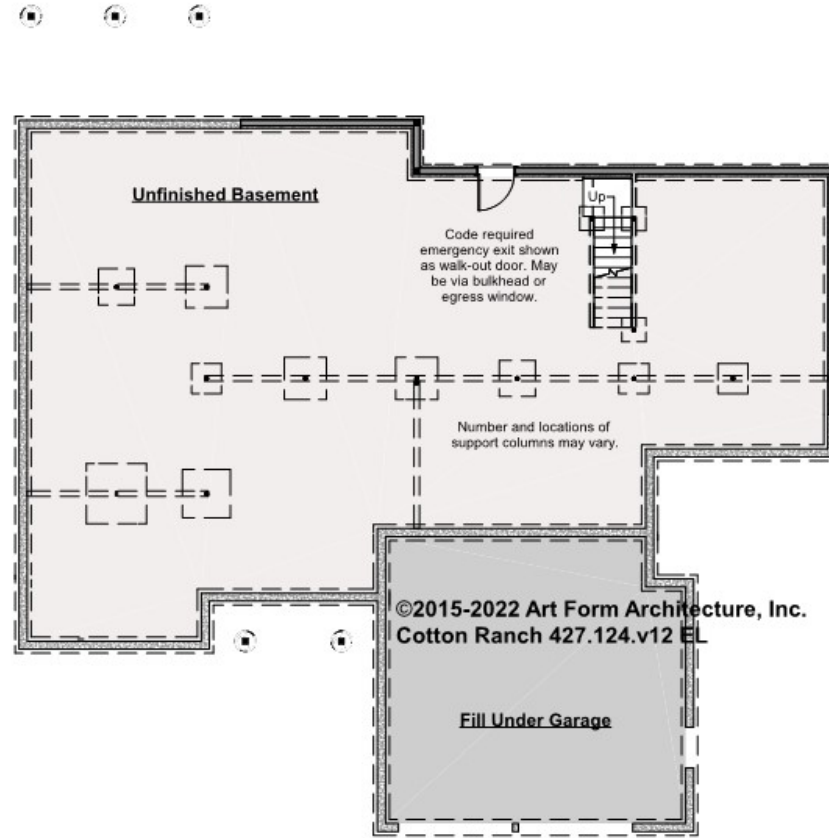 Unfinished Basement
Up
Code required
emergency exit shown
as walk-out door. May
be via bulkhead or
egress window.
Number and locations of
support columns may vary.
©2015-2022 Art Form Architecture, Inc.
Cotton Ranch 427.124.v12 EL
Fill Under Garage